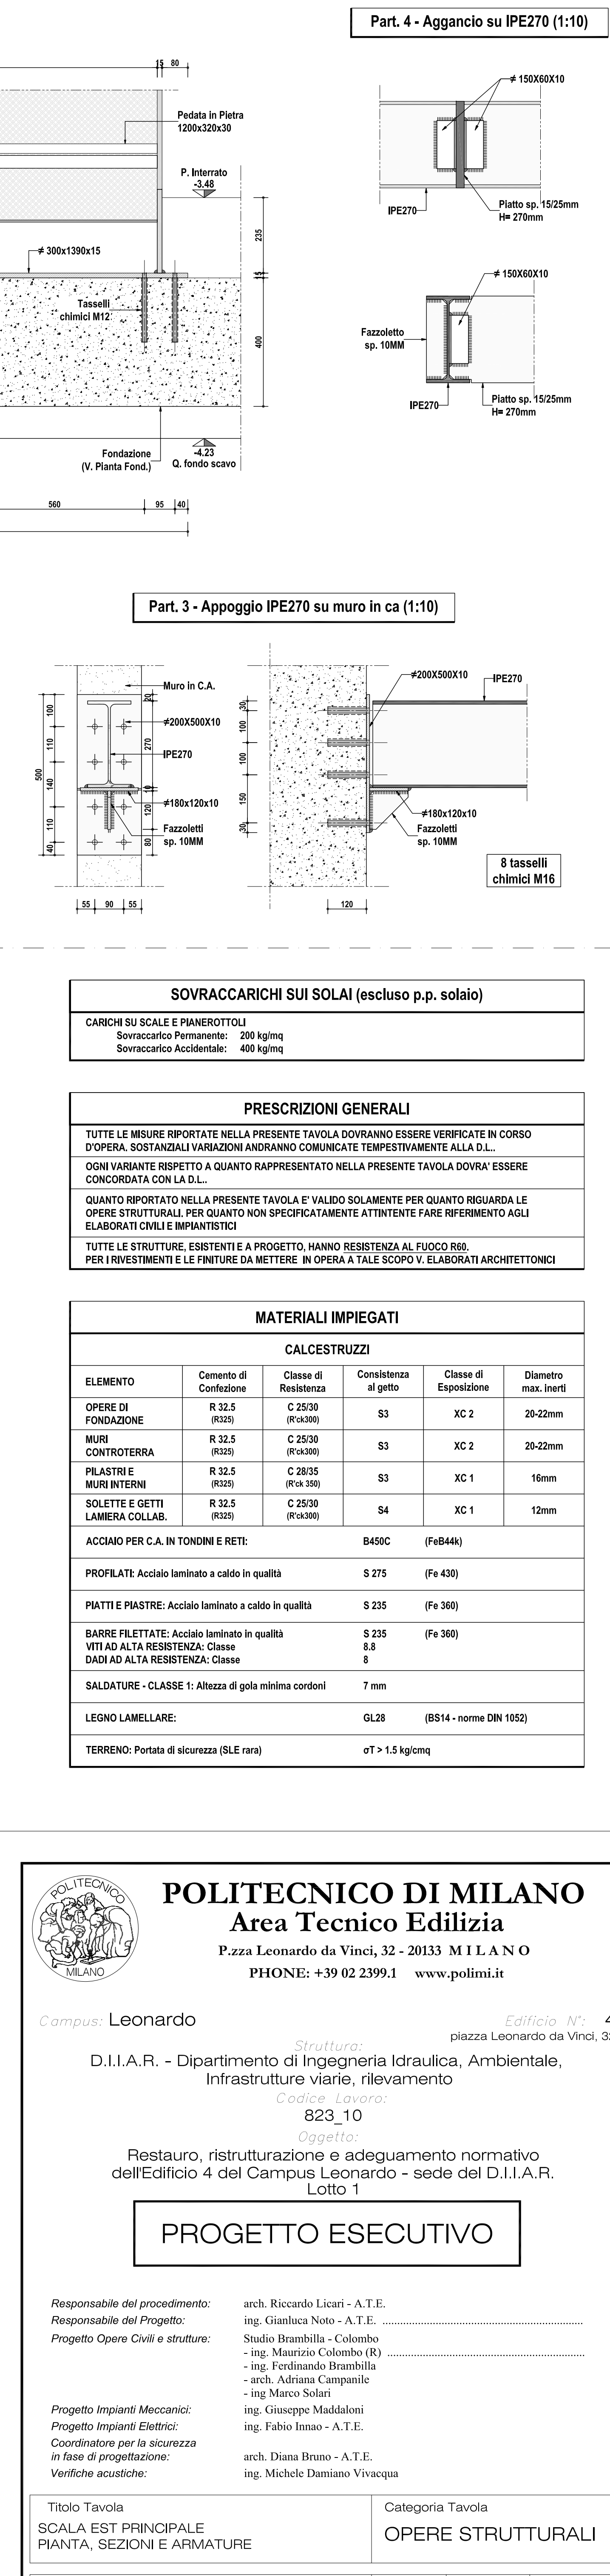 Part. 4 - Aggancio su IPE270 (1:10)
15 80
≠ 150X60X10
Pedata in Pietra
1200x320x30
P. Interrato
-3.48
Piatto sp. 15/25mm
H= 270mm
IPE270
235
≠ 300x1390x15
15
≠ 150X60X10
Tasselli
chimici M12
Fazzoletto
sp. 10MM
400
IPE270
Piatto sp. 15/25mm
H= 270mm
Fondazione
(V. Pianta Fond.)
-4.23
Q. fondo scavo
560 95 40
Part. 3 - Appoggio IPE270 su muro in ca (1:10)
Muro in C.A.
≠200X500X10
IPE270
≠180x120x10
Fazzoletti
sp. 10MM
500
100
110
140
110
40
20
270
10
120
80
55 90 55
≠200X500X10
IPE270
30
100
100
150
30
≠180x120x10
Fazzoletti
sp. 10MM
8 tasselli
chimici M16
120
SOVRACCARICHI SUI SOLAI (escluso p.p. solaio)
CARICHI SU SCALE E PIANEROTTOLI
Sovraccarico Permanente: 200 kg/mq
Sovraccarico Accidentale: 400 kg/mq
PRESCRIZIONI GENERALI
TUTTE LE MISURE RIPORTATE NELLA PRESENTE TAVOLA DOVRANNO ESSERE VERIFICATE IN CORSO
D'OPERA. SOSTANZIALI VARIAZIONI ANDRANNO COMUNICATE TEMPESTIVAMENTE ALLA D.L..
OGNI VARIANTE RISPETTO A QUANTO RAPPRESENTATO NELLA PRESENTE TAVOLA DOVRA' ESSERE
CONCORDATA CON LA D.L..
QUANTO RIPORTATO NELLA PRESENTE TAVOLA E' VALIDO SOLAMENTE PER QUANTO RIGUARDA LE
OPERE STRUTTURALI. PER QUANTO NON SPECIFICATAMENTE ATTINTENTE FARE RIFERIMENTO AGLI
ELABORATI CIVILI E IMPIANTISTICI
TUTTE LE STRUTTURE, ESISTENTI E A PROGETTO, HANNO RESISTENZA AL FUOCO R60.
PER I RIVESTIMENTI E LE FINITURE DA METTERE IN OPERA A TALE SCOPO V. ELABORATI ARCHITETTONICI
MATERIALI IMPIEGATI
CALCESTRUZZI
ELEMENTO Cemento di Confezione Classe di Resistenza Consistenza al getto Classe di Esposizione Diametro max. inerti
OPERE DI FONDAZIONE R 32.5 (R325) C 25/30 (R'ck300) S3 XC 2 20-22mm
MURI CONTROTERRA R 32.5 (R325) C 25/30 (R'ck300) S3 XC 2 20-22mm
PILASTRI E MURI INTERNI R 32.5 (R325) C 28/35 (R'ck 350) S3 XC 1 16mm
SOLETTE E GETTI LAMIERA COLLAB. R 32.5 (R325) C 25/30 (R'ck300) S4 XC 1 12mm
ACCIAIO PER C.A. IN TONDINI E RETI: B450C (FeB44k)
PROFILATI: Acciaio laminato a caldo in qualità S 275 (Fe 430)
PIATTI E PIASTRE: Acciaio laminato a caldo in qualità S 235 (Fe 360)
BARRE FILETTATE: Acciaio laminato in qualità S 235 (Fe 360)
VITI AD ALTA RESISTENZA: Classe 8.8
DADI AD ALTA RESISTENZA: Classe 8
SALDATURE - CLASSE 1: Altezza di gola minima cordoni 7 mm
LEGNO LAMELLARE: GL28 (BS14 - norme DIN 1052)
TERRENO: Portata di sicurezza (SLE rara) σT > 1.5 kg/cmq
POLITECNICO
MILANO
POLITECNICO DI MILANO
Area Tecnico Edilizia
P.zza Leonardo da Vinci, 32 - 20133 M I L A N O
PHONE: +39 02 2399.1 www.polimi.it
Campus: Leonardo
Edificio N°: 4
piazza Leonardo da Vinci, 32
Struttura:
D.I.I.A.R. - Dipartimento di Ingegneria Idraulica, Ambientale,
Infrastrutture viarie, rilevamento
Codice Lavoro:
823_10
Oggetto:
Restauro, ristrutturazione e adeguamento normativo
dell'Edificio 4 del Campus Leonardo - sede del D.I.I.A.R.
Lotto 1
PROGETTO ESECUTIVO
Responsabile del procedimento: arch. Riccardo Licari - A.T.E.
Responsabile del Progetto: ing. Gianluca Noto - A.T.E. ........................................................................
Progetto Opere Civili e strutture: Studio Brambilla - Colombo
- ing. Maurizio Colombo (R) .......................................................................
- ing. Ferdinando Brambilla
- arch. Adriana Campanile
- ing Marco Solari
Progetto Impianti Meccanici: ing. Giuseppe Maddaloni
Progetto Impianti Elettrici: ing. Fabio Innao - A.T.E.
Coordinatore per la sicurezza
in fase di progettazione: arch. Diana Bruno - A.T.E.
Verifiche acustiche: ing. Michele Damiano Vivacqua
Titolo Tavola
SCALA EST PRINCIPALE
PIANTA, SEZIONI E ARMATURE
Categoria Tavola
OPERE STRUTTURALI